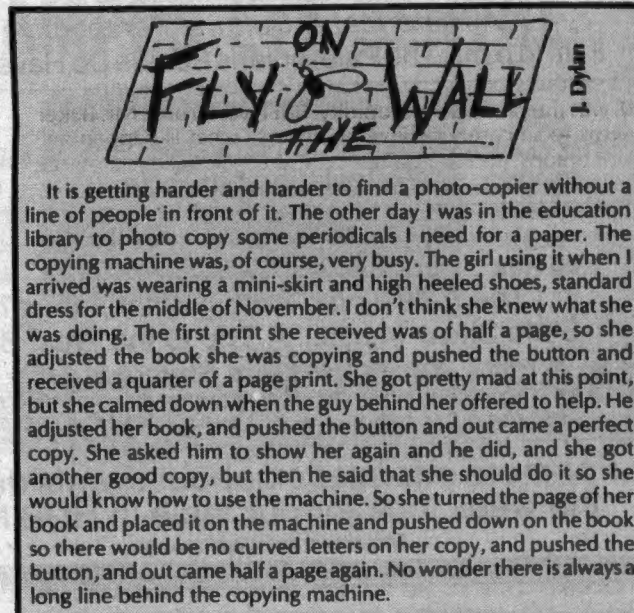 FLY ON THE WALL
J. Dylan
It is getting harder and harder to find a photo-copier without a
line of people in front of it. The other day I was in the education
library to photo copy some periodicals I need for a paper. The
copying machine was, of course, very busy. The girl using it when I
arrived was wearing a mini-skirt and high heeled shoes, standard
dress for the middle of November. I don't think she knew what she
was doing. The first print she received was of half a page, so she
adjusted the book she was copying and pushed the button and
received a quarter of a page print. She got pretty mad at this point,
but she calmed down when the guy behind her offered to help. He
adjusted her book, and pushed the button and out came a perfect
copy. She asked him to show her again and he did, and she got
another good copy, but then he said that she should do it so she
would know how to use the machine. So she turned the page of her
book and placed it on the machine and pushed down on the book
so there would be no curved letters on her copy, and pushed the
button, and out came half a page again. No wonder there is always a
long line behind the copying machine.